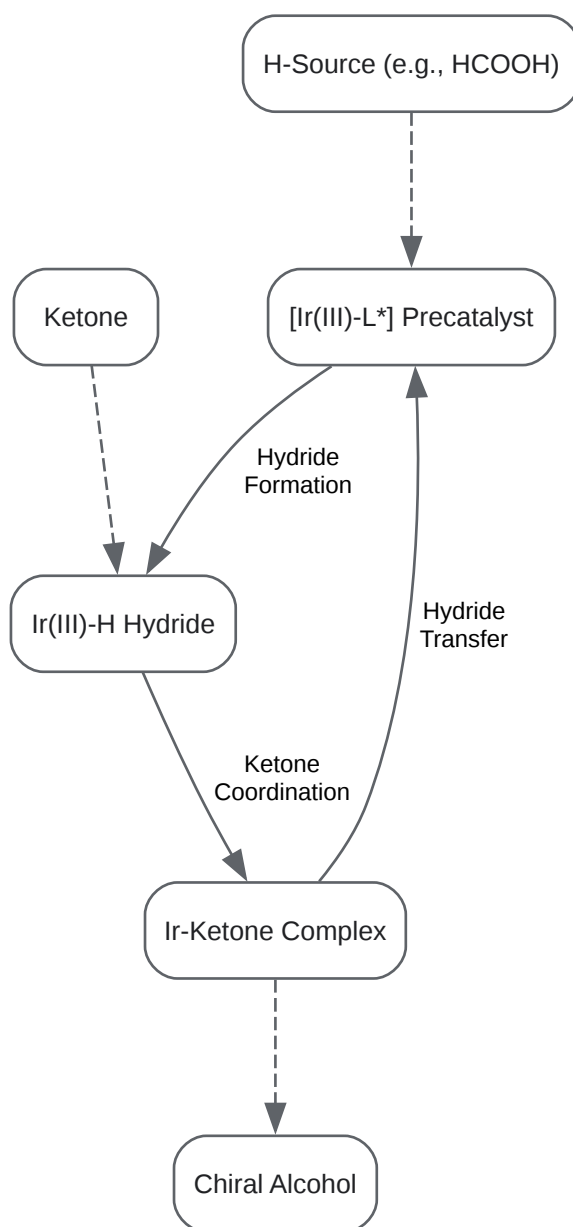 H-Source (e.g., HCOOH)
Ketone
[Ir(III)-L*] Precatalyst
Hydride
Formation
Ir(III)-H Hydride
Hydride
Transfer
Ketone
Coordination
Ir-Ketone Complex
Chiral Alcohol